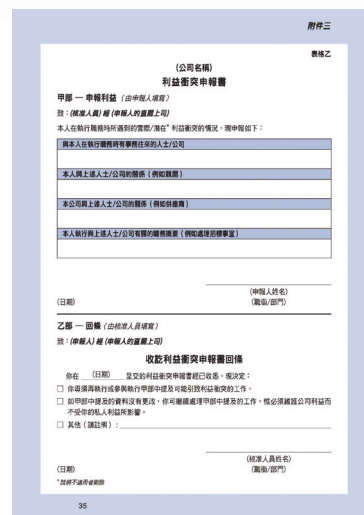 附件三
表格乙
(公司名稱)
利益衝突申報書
甲部 — 申報利益 (由申報人填寫)
致：(核准人員) 經 (申報人的直屬上司)
本人在執行職務時所遇到的實際/潛在* 利益衝突的情況，現申報如下：
與本人在執行職務時有事務往來的人士/公司
本人與上述人士/公司的關係 (例如親屬)
本公司與上述人士/公司的關係 (例如供應商)
本人執行與上述人士/公司有關的職務概要 (例如處理招標事宜)
(申報人姓名)
(日期) (職銜/部門)
乙部 — 回條 (由核准人員填寫)
致：(申報人) 經 (申報人的直屬上司)
收訖利益衝突申報書回條
你在 (日期) 呈交的利益衝突申報書經已收悉。現決定：
□ 你毋須再執行或參與執行甲部中提及可能引致利益衝突的工作。
□ 如甲部中提及的資料沒有更改，你可繼續處理甲部中提及的工作，惟必須維護公司利益而
不受你的私人利益所影響。
□ 其他 (請註明)：
(核准人員姓名)
(日期) (職銜/部門)
*請將不適用者刪除
35